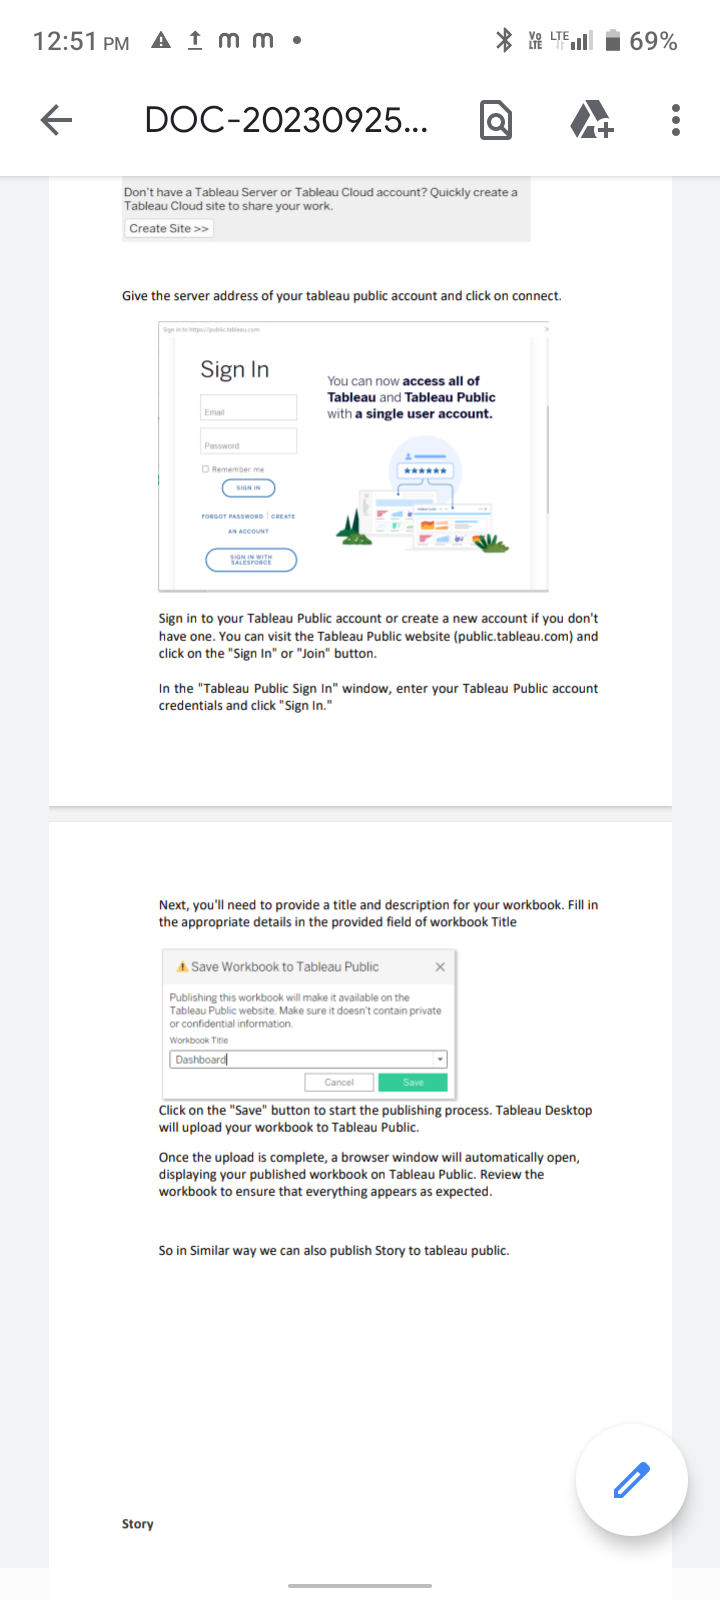 12:51 PM
VO LTE LTE 69%
DOC-20230925...
Don't have a Tableau Server or Tableau Cloud account? Quickly create a
Tableau Cloud site to share your work.
Create Site >>
Give the server address of your tableau public account and click on connect.
Sign in to https://public.tableau.com
Sign In
You can now access all of
Tableau and Tableau Public
with a single user account.
Email
Password
Remember me
SIGN IN
FORGOT PASSWORD | CREATE
AN ACCOUNT
SIGN IN WITH
SALESFORCE
Sign in to your Tableau Public account or create a new account if you don't
have one. You can visit the Tableau Public website (public.tableau.com) and
click on the "Sign In" or "Join" button.
In the "Tableau Public Sign In" window, enter your Tableau Public account
credentials and click "Sign In."
Next, you'll need to provide a title and description for your workbook. Fill in
the appropriate details in the provided field of workbook Title
Save Workbook to Tableau Public
Publishing this workbook will make it available on the
Tableau Public website. Make sure it doesn't contain private
or confidential information.
Workbook Title
Dashboard
Cancel
Save
Click on the "Save" button to start the publishing process. Tableau Desktop
will upload your workbook to Tableau Public.
Once the upload is complete, a browser window will automatically open,
displaying your published workbook on Tableau Public. Review the
workbook to ensure that everything appears as expected.
So in Similar way we can also publish Story to tableau public.
Story